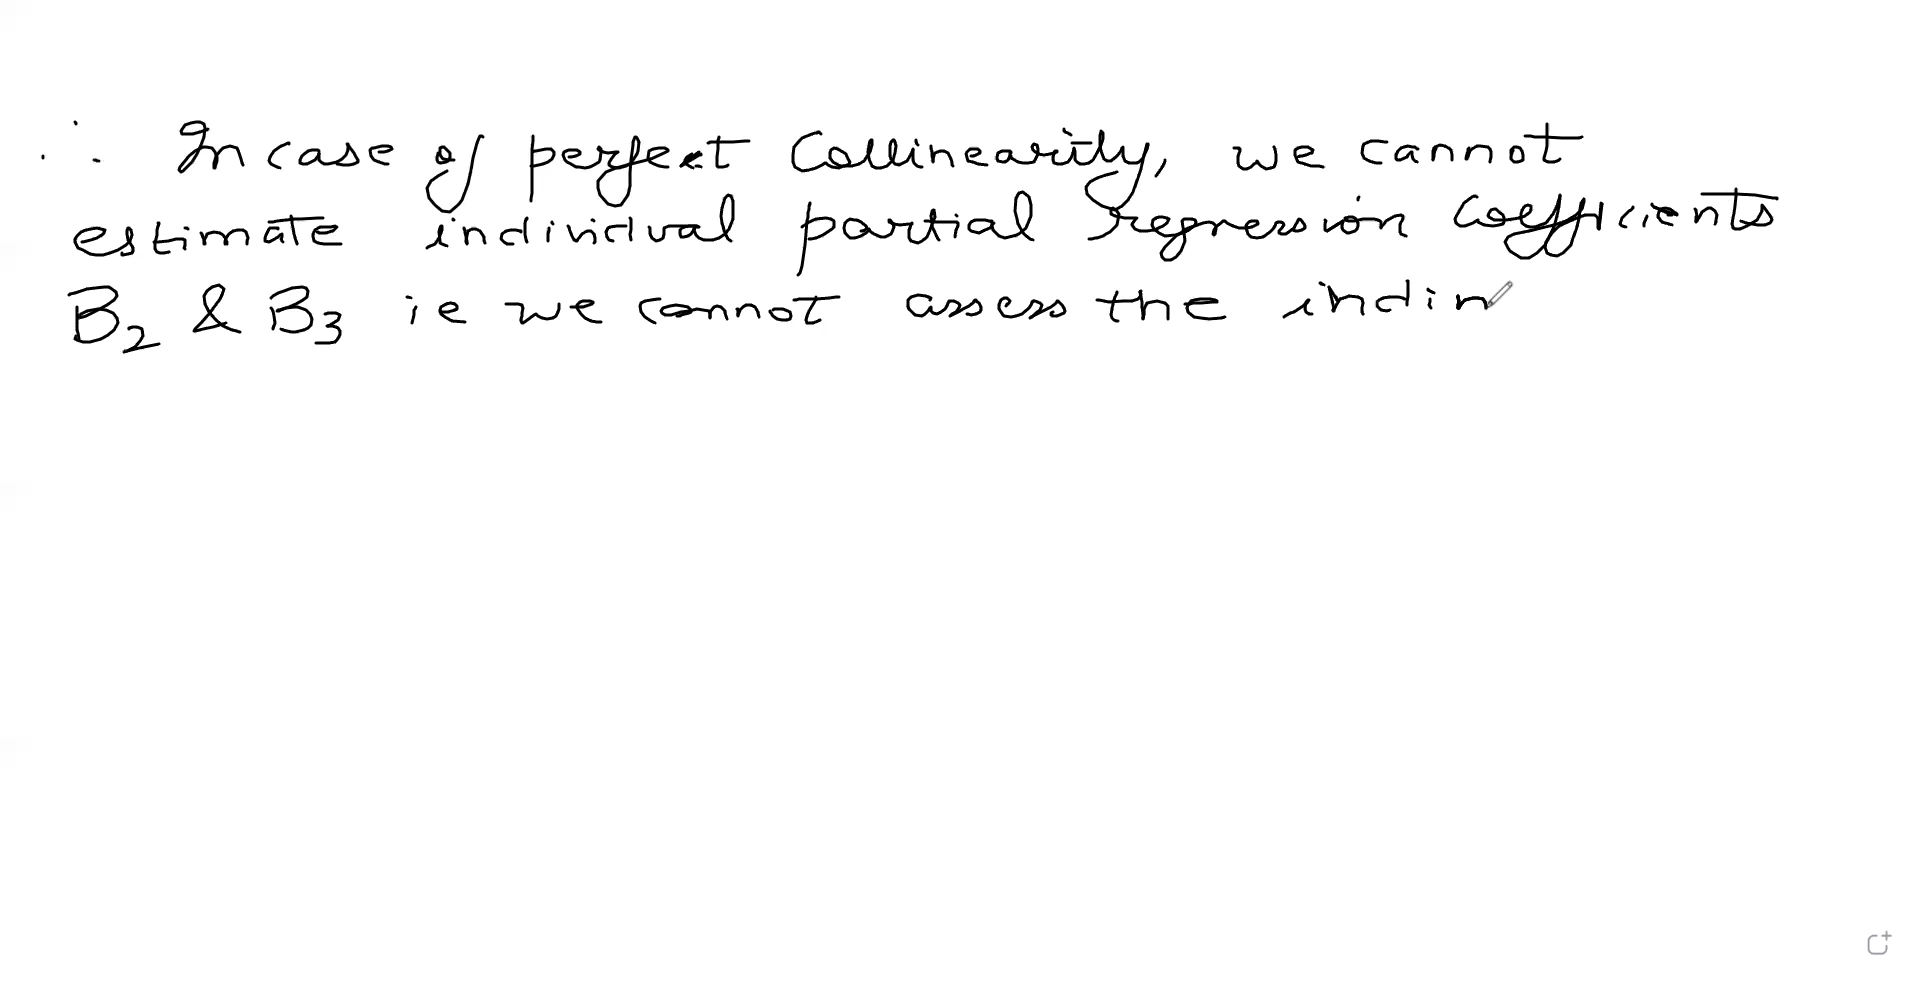 ∴ In case of perfect Collinearity, we cannot
estimate individual partial regression coefficients
B₂ & B₃ ie we cannot assess the indiv